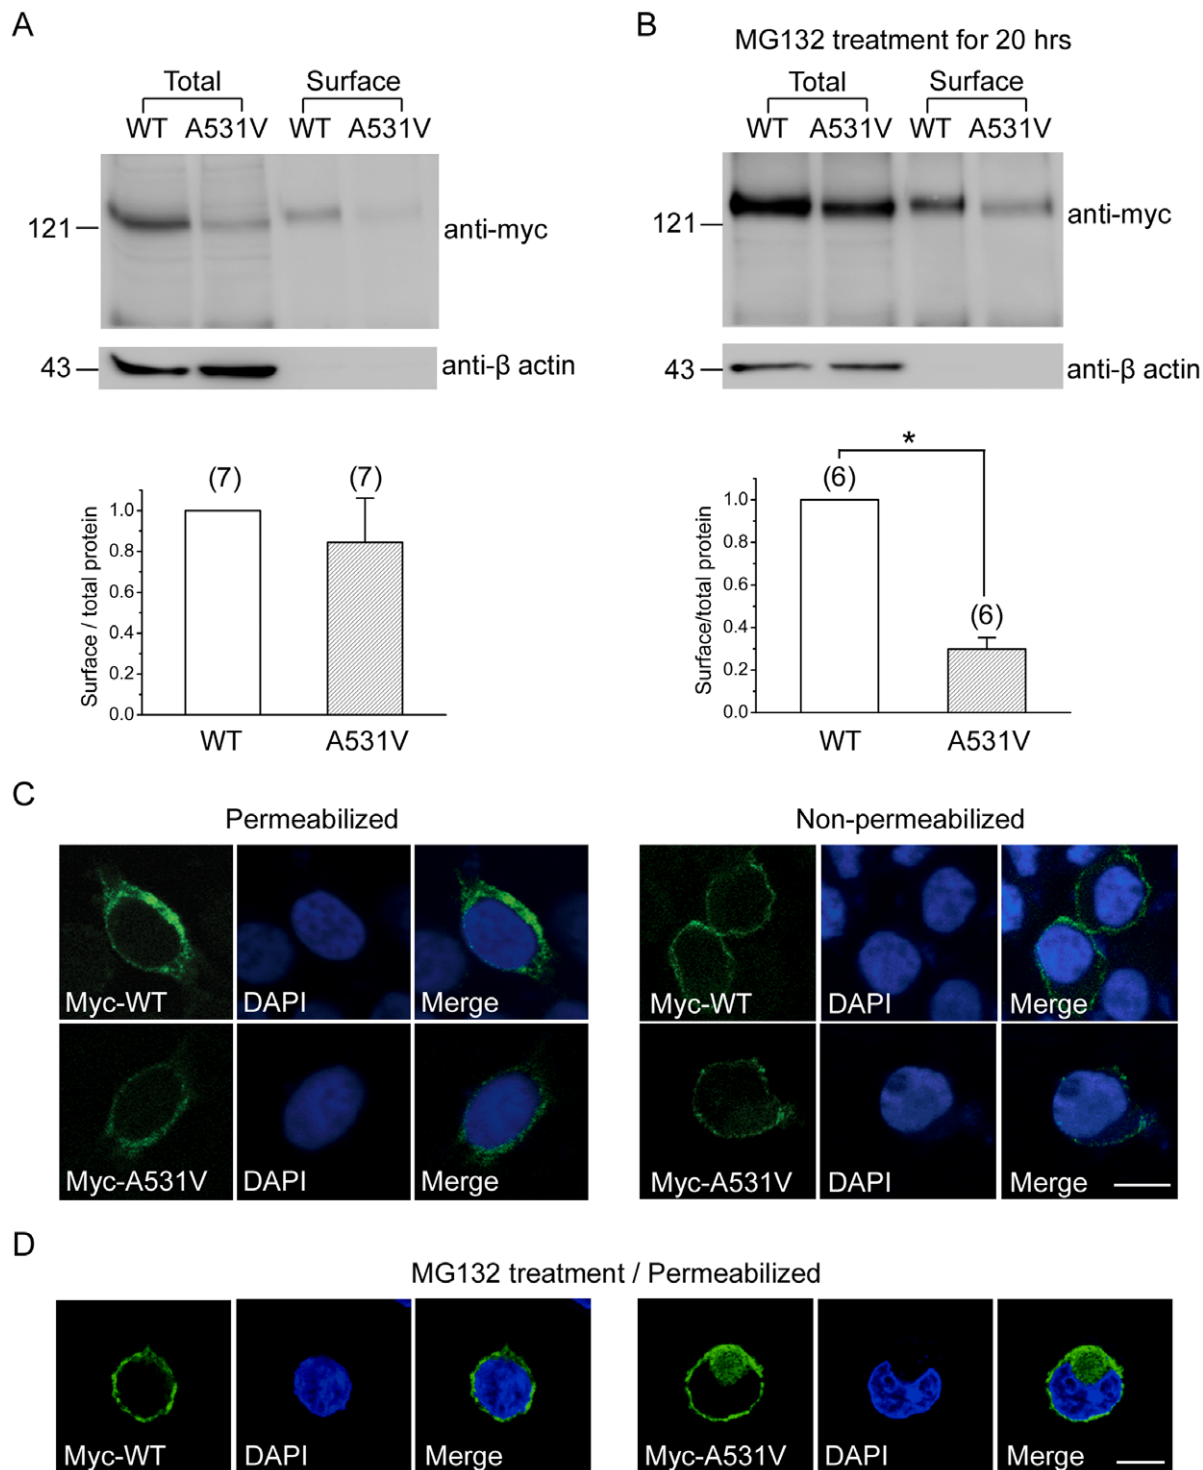 A
Total Surface
WT A531V WT A531V
121
anti-myc
43
anti-β actin
(7) (7)
Surface / total protein
1.0
0.8
0.6
0.4
0.2
0.0
WT A531V
B
MG132 treatment for 20 hrs
Total Surface
WT A531V WT A531V
121
anti-myc
43
anti-β actin
*
(6)
(6)
Surface/total protein
1.0
0.8
0.6
0.4
0.2
0.0
WT A531V
C
Permeabilized
Myc-WT DAPI Merge
Myc-A531V DAPI Merge
Non-permeabilized
Myc-WT DAPI Merge
Myc-A531V DAPI Merge
D
MG132 treatment / Permeabilized
Myc-WT DAPI Merge
Myc-A531V DAPI Merge